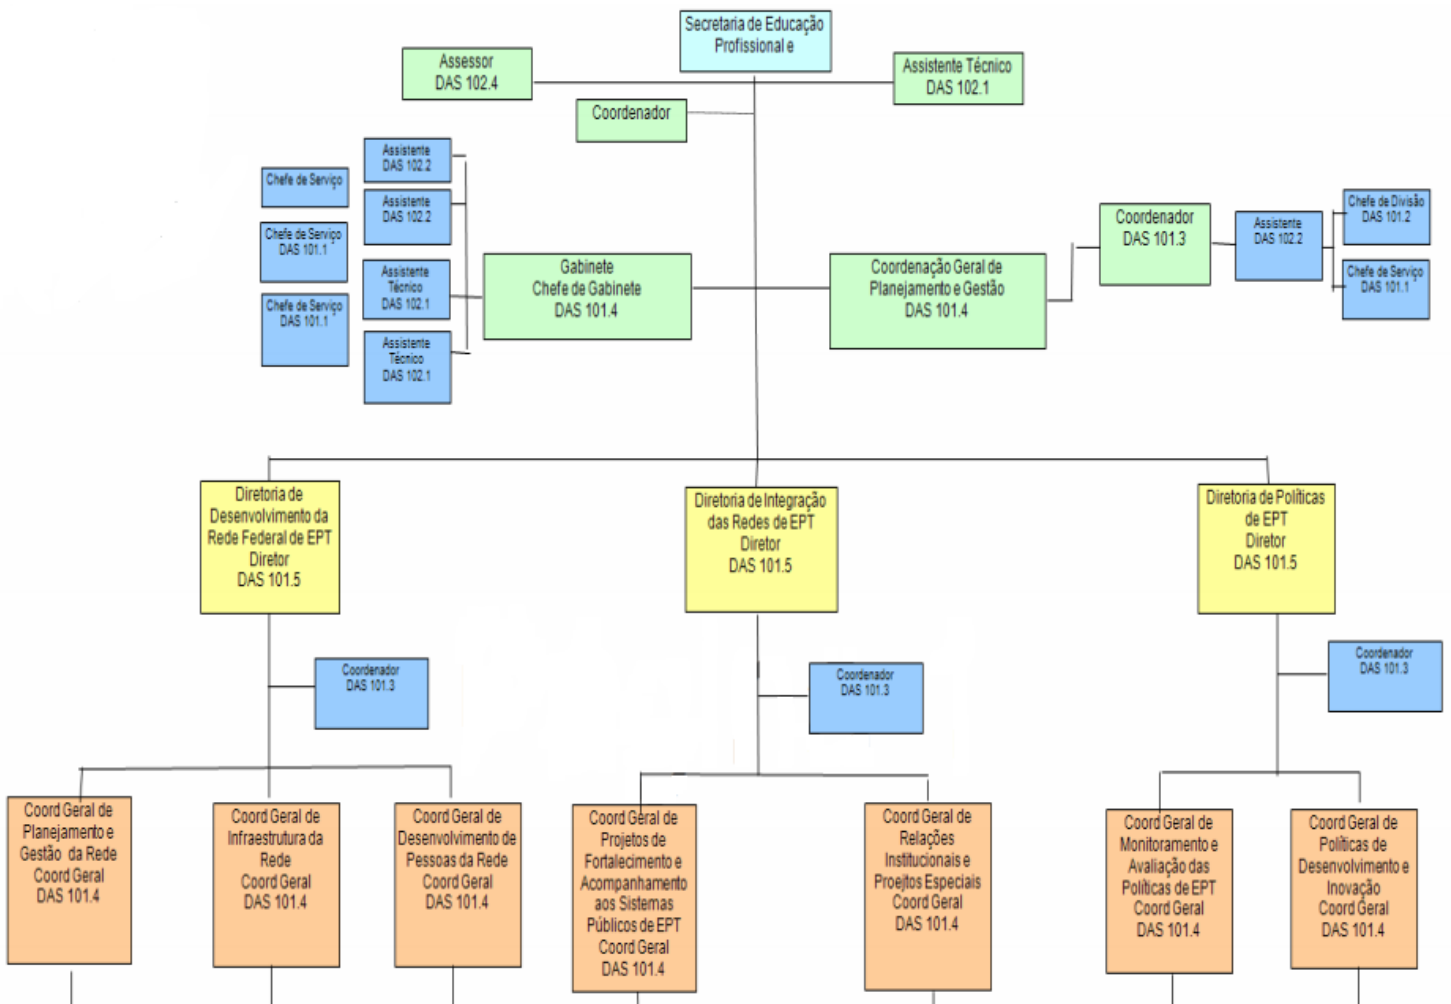 Secretaria de Educação
Profissional e
Assessor
DAS 102.4
Assistente Técnico
DAS 102.1
Coordenador
Assistente
DAS 102.2
Chefe de Serviço
Assistente
DAS 102.2
Chefe de Serviço
DAS 101.1
Assistente
Técnico
DAS 102.1
Chefe de Serviço
DAS 101.1
Assistente
Técnico
DAS 102.1
Gabinete
Chefe de Gabinete
DAS 101.4
Coordenação Geral de
Planejamento e Gestão
DAS 101.4
Coordenador
DAS 101.3
Assistente
DAS 102.2
Chefe de Divisão
DAS 101.2
Chefe de Serviço
DAS 101.1
Diretoria de
Desenvolvimento da
Rede Federal de EPT
Diretor
DAS 101.5
Diretoria de Integração
das Redes de EPT
Diretor
DAS 101.5
Diretoria de Políticas
de EPT
Diretor
DAS 101.5
Coordenador
DAS 101.3
Coordenador
DAS 101.3
Coordenador
DAS 101.3
Coord Geral de
Planejamento e
Gestão da Rede
Coord Geral
DAS 101.4
Coord Geral de
Infraestrutura da
Rede
Coord Geral
DAS 101.4
Coord Geral de
Desenvolvimento de
Pessoas da Rede
Coord Geral
DAS 101.4
Coord Geral de
Projetos de
Fortalecimento e
Acompanhamento
aos Sistemas
Públicos de EPT
Coord Geral
DAS 101.4
Coord Geral de
Relações
Institucionais e
Proejtos Especiais
Coord Geral
DAS 101.4
Coord Geral de
Monitoramento e
Avaliação das
Políticas de EPT
Coord Geral
DAS 101.4
Coord Geral de
Políticas de
Desenvolvimento e
Inovação
Coord Geral
DAS 101.4